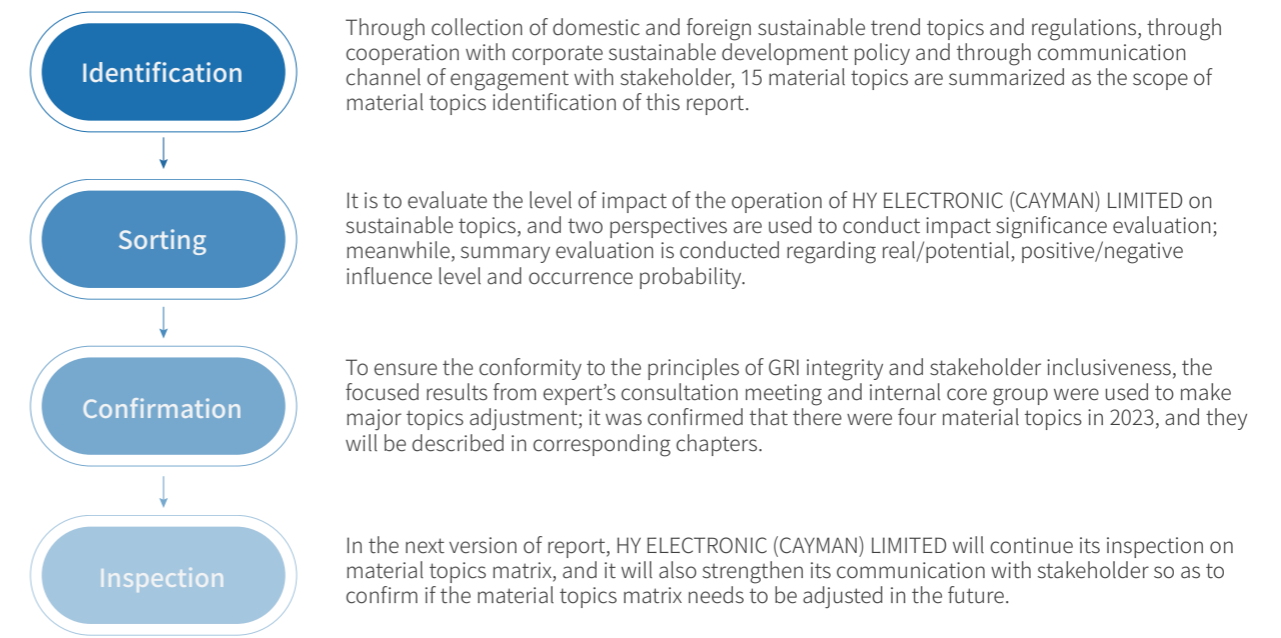 Identification
Through collection of domestic and foreign sustainable trend topics and regulations, through
cooperation with corporate sustainable development policy and through communication
channel of engagement with stakeholder, 15 material topics are summarized as the scope of
material topics identification of this report.
Sorting
It is to evaluate the level of impact of the operation of HY ELECTRONIC (CAYMAN) LIMITED on
sustainable topics, and two perspectives are used to conduct impact significance evaluation;
meanwhile, summary evaluation is conducted regarding real/potential, positive/negative
influence level and occurrence probability.
Confirmation
To ensure the conformity to the principles of GRI integrity and stakeholder inclusiveness, the
focused results from expert’s consultation meeting and internal core group were used to make
major topics adjustment; it was confirmed that there were four material topics in 2023, and they
will be described in corresponding chapters.
Inspection
In the next version of report, HY ELECTRONIC (CAYMAN) LIMITED will continue its inspection on
material topics matrix, and it will also strengthen its communication with stakeholder so as to
confirm if the material topics matrix needs to be adjusted in the future.